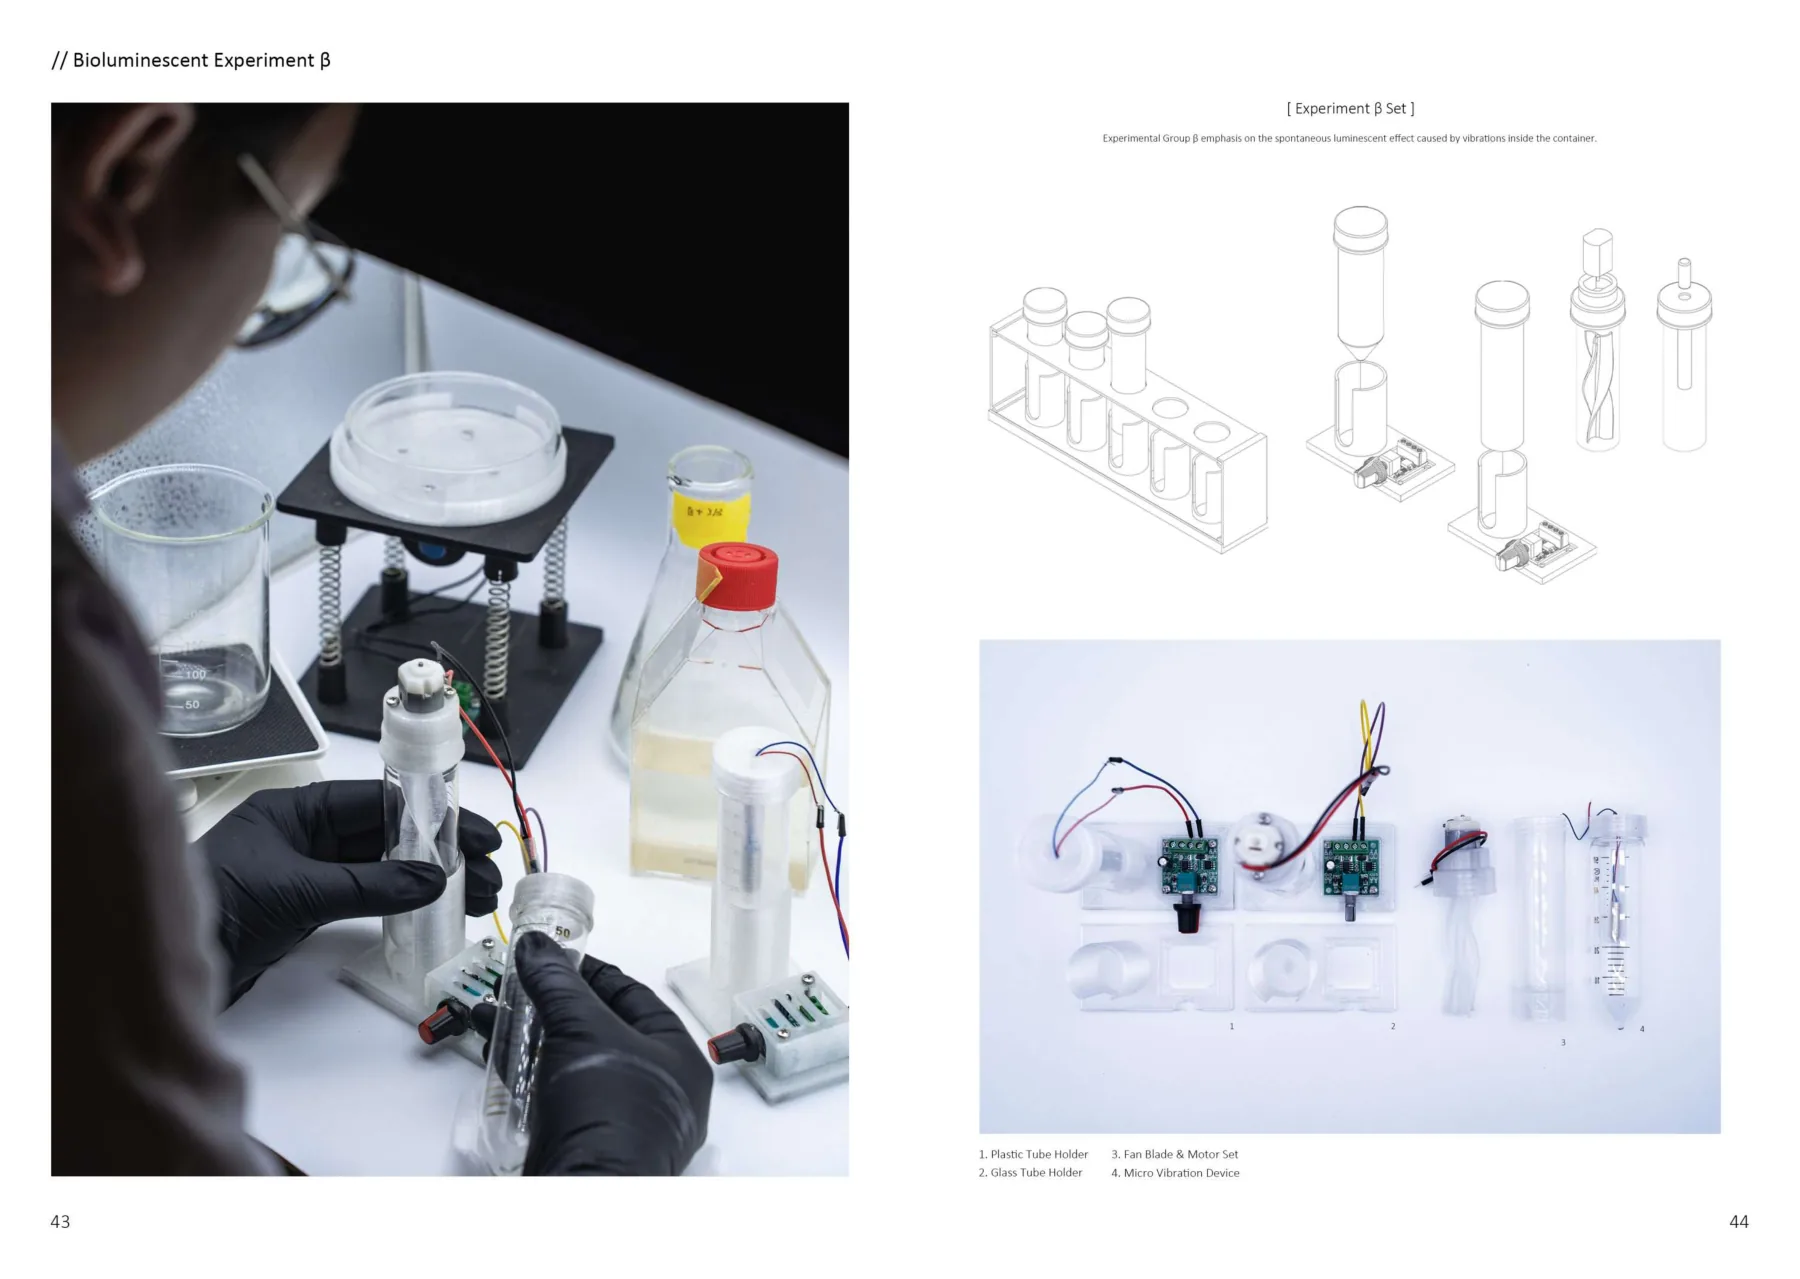 // Bioluminescent Experiment β
100
50
50
[ Experiment β Set ]
Experimental Group β emphasis on the spontaneous luminescent effect caused by vibrations inside the container.
1
2
3
4
1. Plastic Tube Holder
2. Glass Tube Holder
3. Fan Blade & Motor Set
4. Micro Vibration Device
43
44